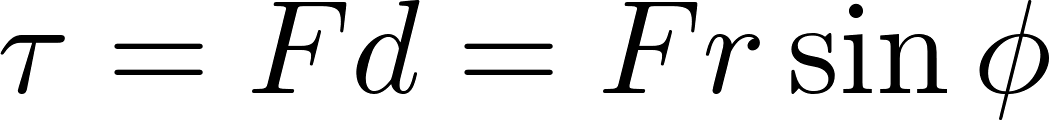 τ = Fd = Fr sin ϕ